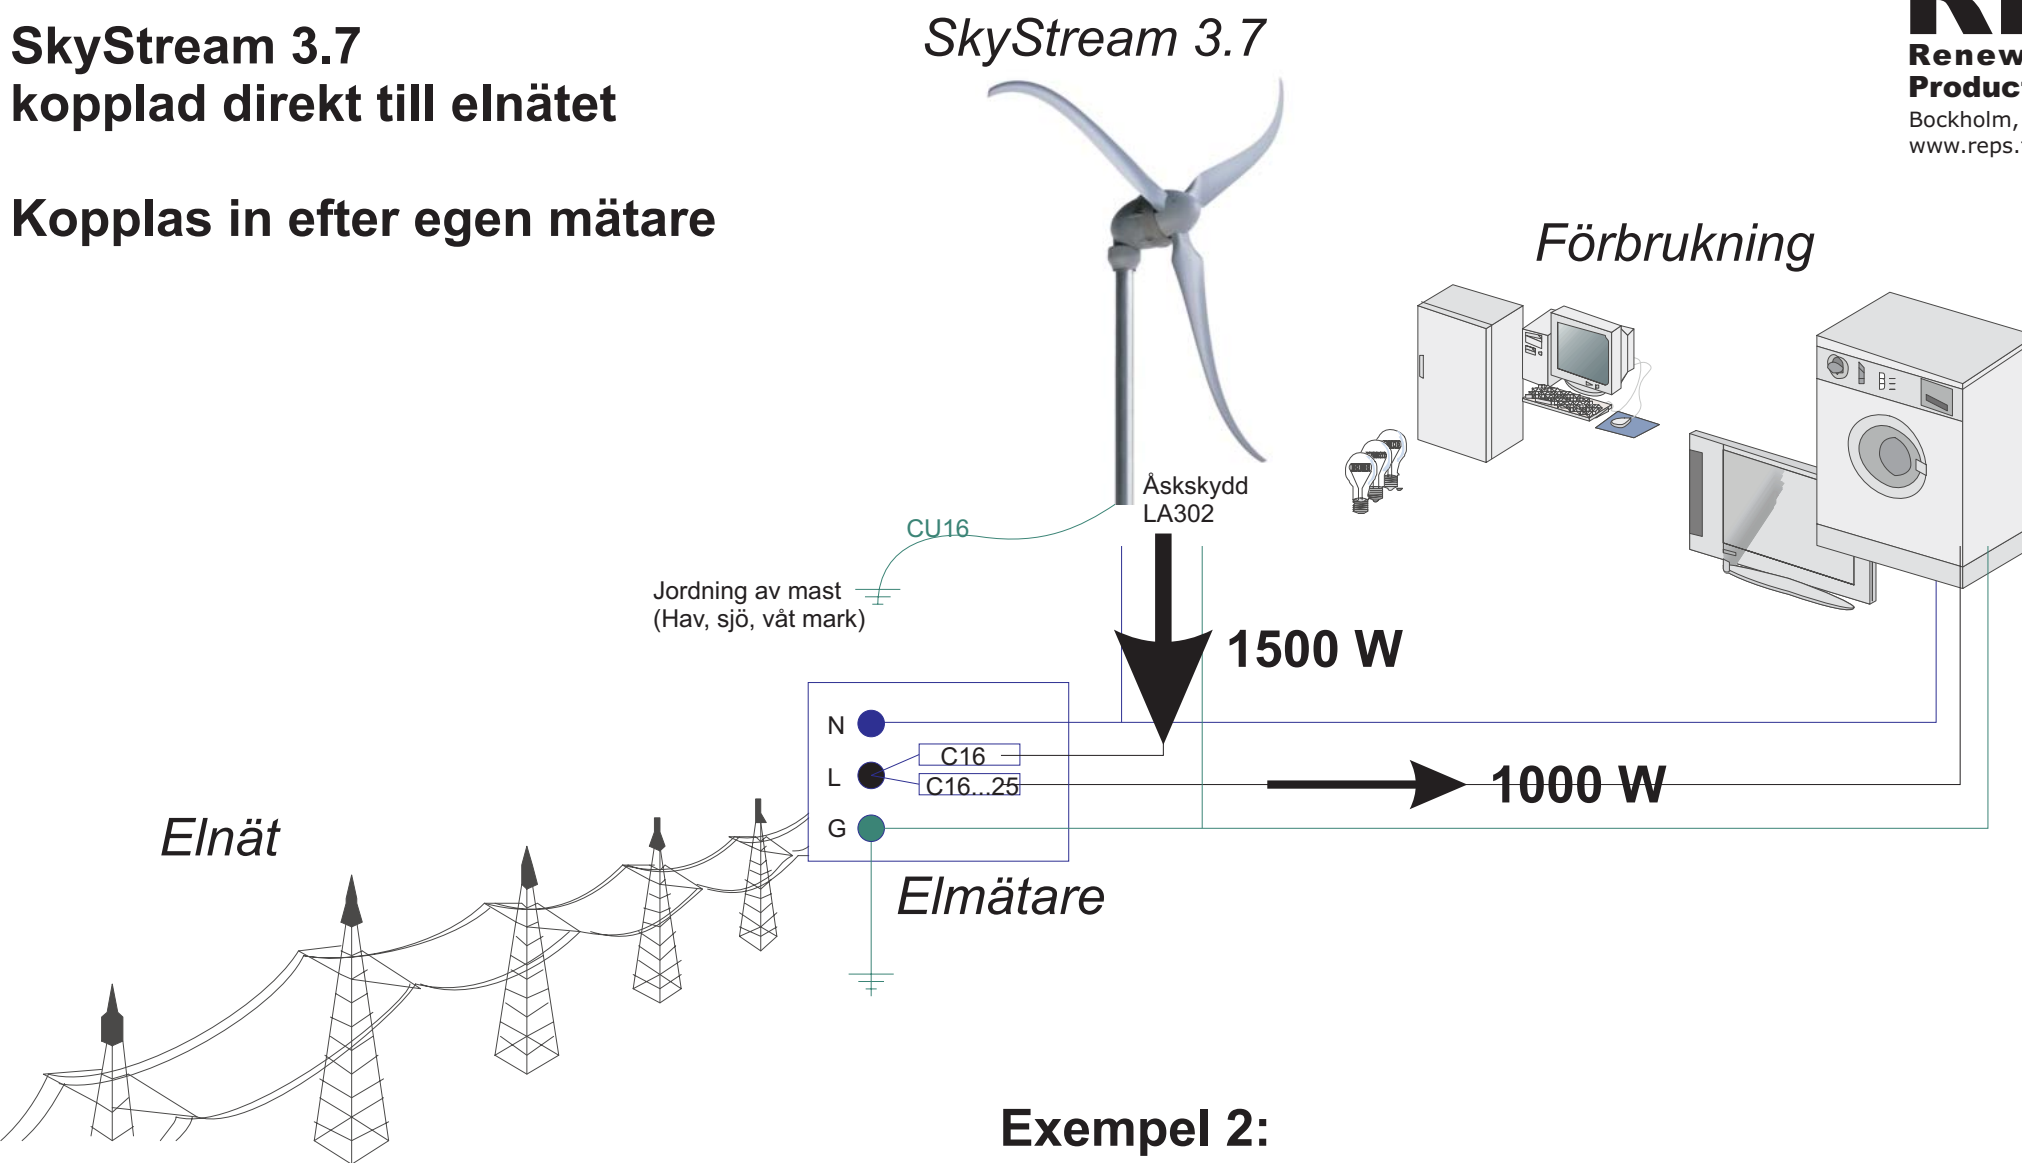 SkyStream 3.7
kopplad direkt till elnätet
Kopplas in efter egen mätare
SkyStream 3.7
Bockholm,
Förbrukning
Åskskydd
LA302
CU16
Jordning av mast
(Hav, sjö, våt mark)
1500 W
N
C16
L
C16...25
1000 W
G
Elnät
Elmätare
Exempel 2: